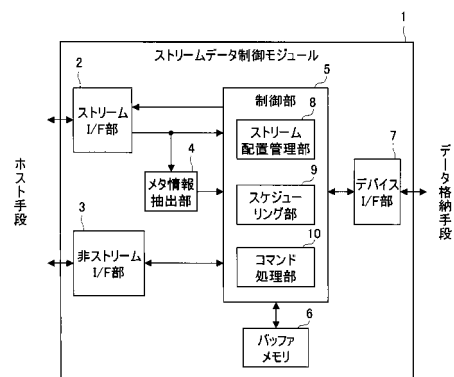 1
ストリームデータ制御モジュール
2
ストリーム
I/F部
5
制御部
8
ストリーム
配置管理部
4
メタ情報
抽出部
9
スケジュー
リング部
7
デバイス
I/F部
ホスト手段
データ格納手段
3
非ストリーム
I/F部
10
コマンド
処理部
6
バッファ
メモリ